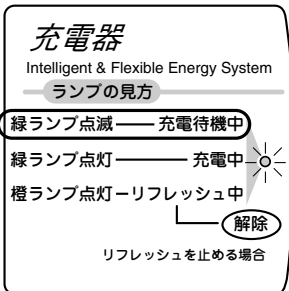 充電器
Intelligent & Flexible Energy System
ランプの見方
緑ランプ点滅——充電待機中
緑ランプ点灯———充電中
橙ランプ点灯ーリフレッシュ中
解除
リフレッシュを止める場合